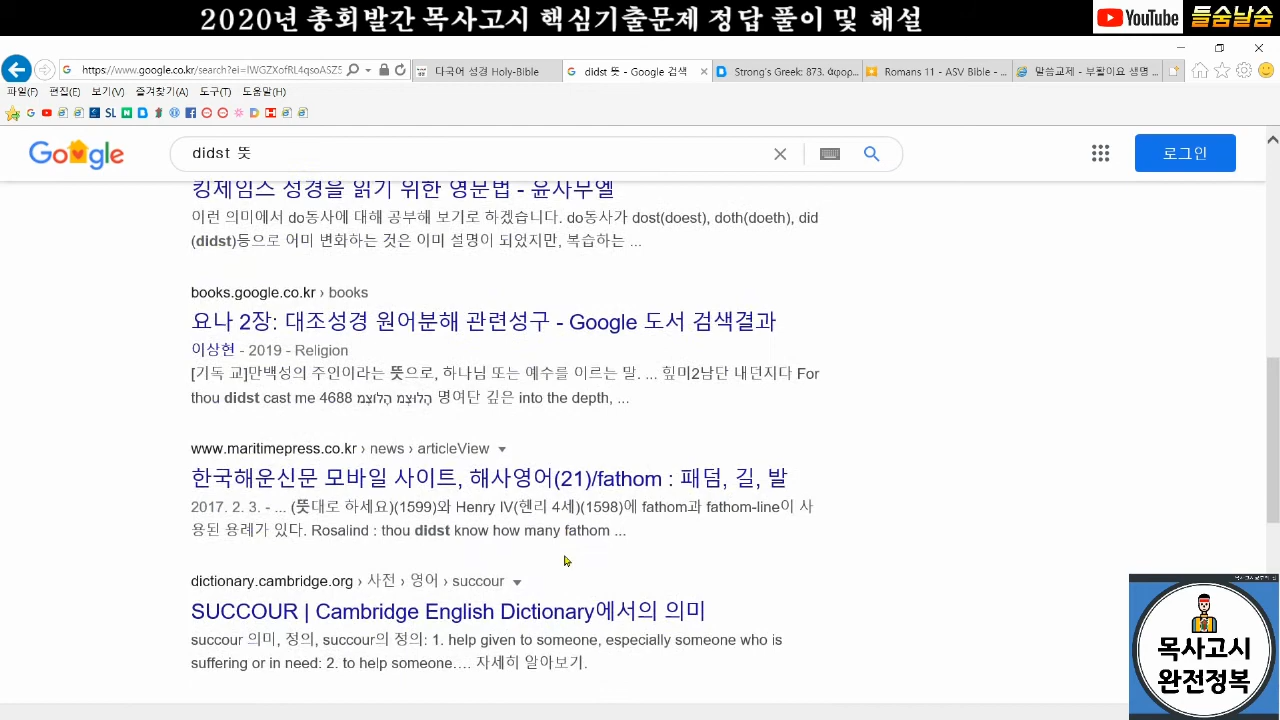 2020년 총회발간 목사고시 핵심기출문제 정답 풀이 및 해설
YouTube 들숨날숨
https://www.google.co.kr/search?ei=IWGZXofRL4qsoASZ5
다국어 성경 Holy-Bible
didst 뜻 - Google 검색
Strong's Greek: 873. ἀφορ...
Romans 11 - ASV Bible - ...
말씀교제 - 부활이요 생명 ...
파일(F) 편집(E) 보기(V) 즐겨찾기(A) 도구(T) 도움말(H)
Google
didst 뜻
로그인
킹제임스 성경을 읽기 위한 영문법 - 윤사무엘
이런 의미에서 do동사에 대해 공부해 보기로 하겠습니다. do동사가 dost(doest), doth(doeth), did
(didst)등으로 어미 변화하는 것은 이미 설명이 되었지만, 복습하는 ...
books.google.co.kr › books
요나 2장: 대조성경 원어분해 관련성구 - Google 도서 검색결과
이상현 - 2019 - Religion
[기독 교]만백성의 주인이라는 뜻으로, 하나님 또는 예수를 이르는 말. ... 힢미2남단 내던지다 For
thou didst cast me 4688 הָלוּצְמ הָלוּצְמ 명여단 깊은 into the depth, ...
www.maritimepress.co.kr › news › articleView
한국해운신문 모바일 사이트, 해사영어(21)/fathom : 패덤, 길, 발
2017. 2. 3. - ... (뜻대로 하세요)(1599)와 Henry IV(헨리 4세)(1598)에 fathom과 fathom-line이 사
용된 용례가 있다. Rosalind : thou didst know how many fathom ...
dictionary.cambridge.org › 사전 › 영어 › succour
SUCCOUR | Cambridge English Dictionary에서의 의미
succour 의미, 정의, succour의 정의: 1. help given to someone, especially someone who is
suffering or in need: 2. to help someone.… 자세히 알아보기.
목사고시
완전정복